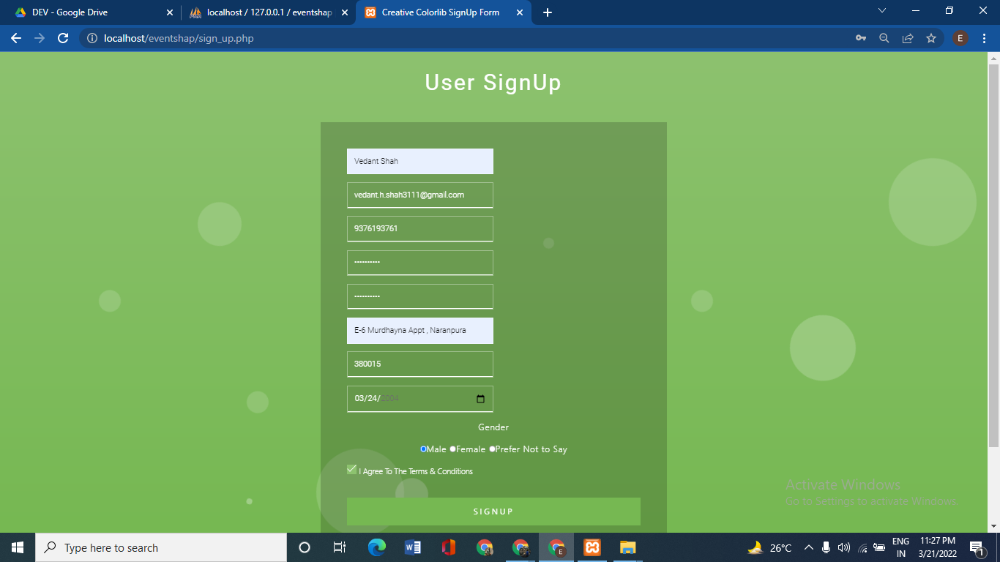 DEV - Google Drive
localhost / 127.0.0.1 / eventshap
Creative Colorlib SignUp Form
localhost/eventshap/sign_up.php
E
User SignUp
Vedant Shah
vedant.h.shah3111@gmail.com
9376193761
••••••••••
••••••••••
E-6 Murdhayna Appt , Naranpura
380015
03/24/2004
Gender
Male Female Prefer Not to Say
I Agree To The Terms & Conditions
SIGNUP
Activate Windows
Go to Settings to activate Windows.
Type here to search
26°C
ENG
IN
11:27 PM
3/21/2022
1